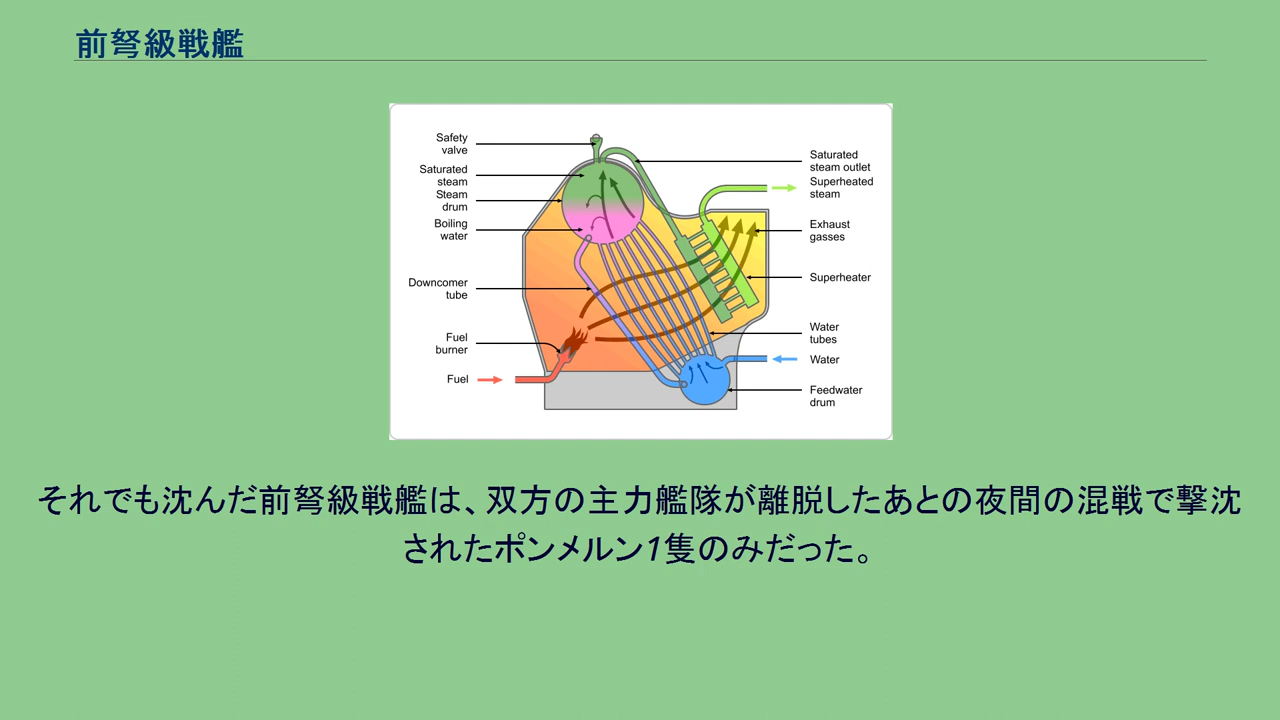 前弩級戦艦
Safety
valve
Saturated
steam
Steam
drum
Boiling
water
Downcomer
tube
Fuel
burner
Fuel
Saturated
steam outlet
Superheated
steam
Exhaust
gasses
Superheater
Water
tubes
Water
Feedwater
drum
それでも沈んだ前弩級戦艦は、双方の主力艦隊が離脱したあとの夜間の混戦で撃沈
されたポンメルン1隻のみだった。